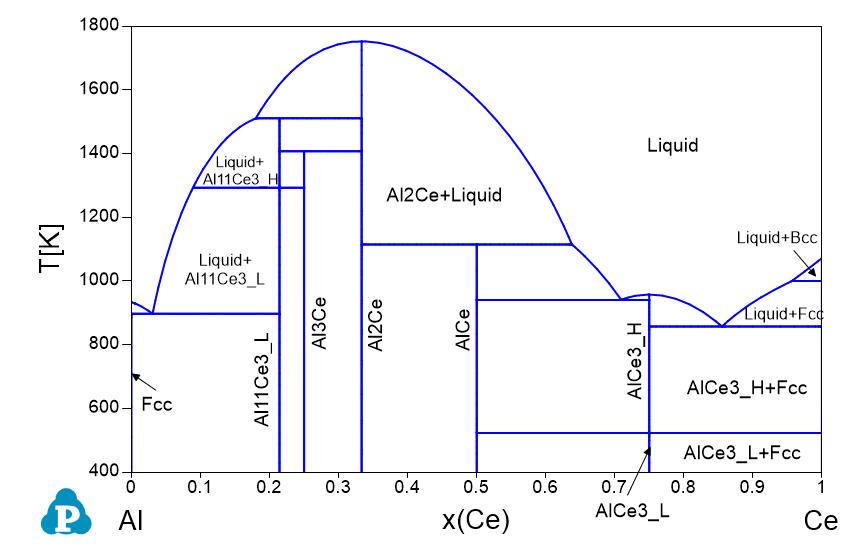 1800
1600
1400
1200
1000
800
600
400
T[K]
Liquid
Liquid+
Al11Ce3_H
Al2Ce+Liquid
Liquid+Bcc
Liquid+
Al11Ce3_L
Liquid+Fcc
Al11Ce3_L
Al3Ce
Al2Ce
AlCe
AlCe3_H
AlCe3_H+Fcc
Fcc
AlCe3_L+Fcc
0 0.1 0.2 0.3 0.4 0.5 0.6 0.7 0.8 0.9 1
AlCe3_L
P
Al x(Ce) Ce